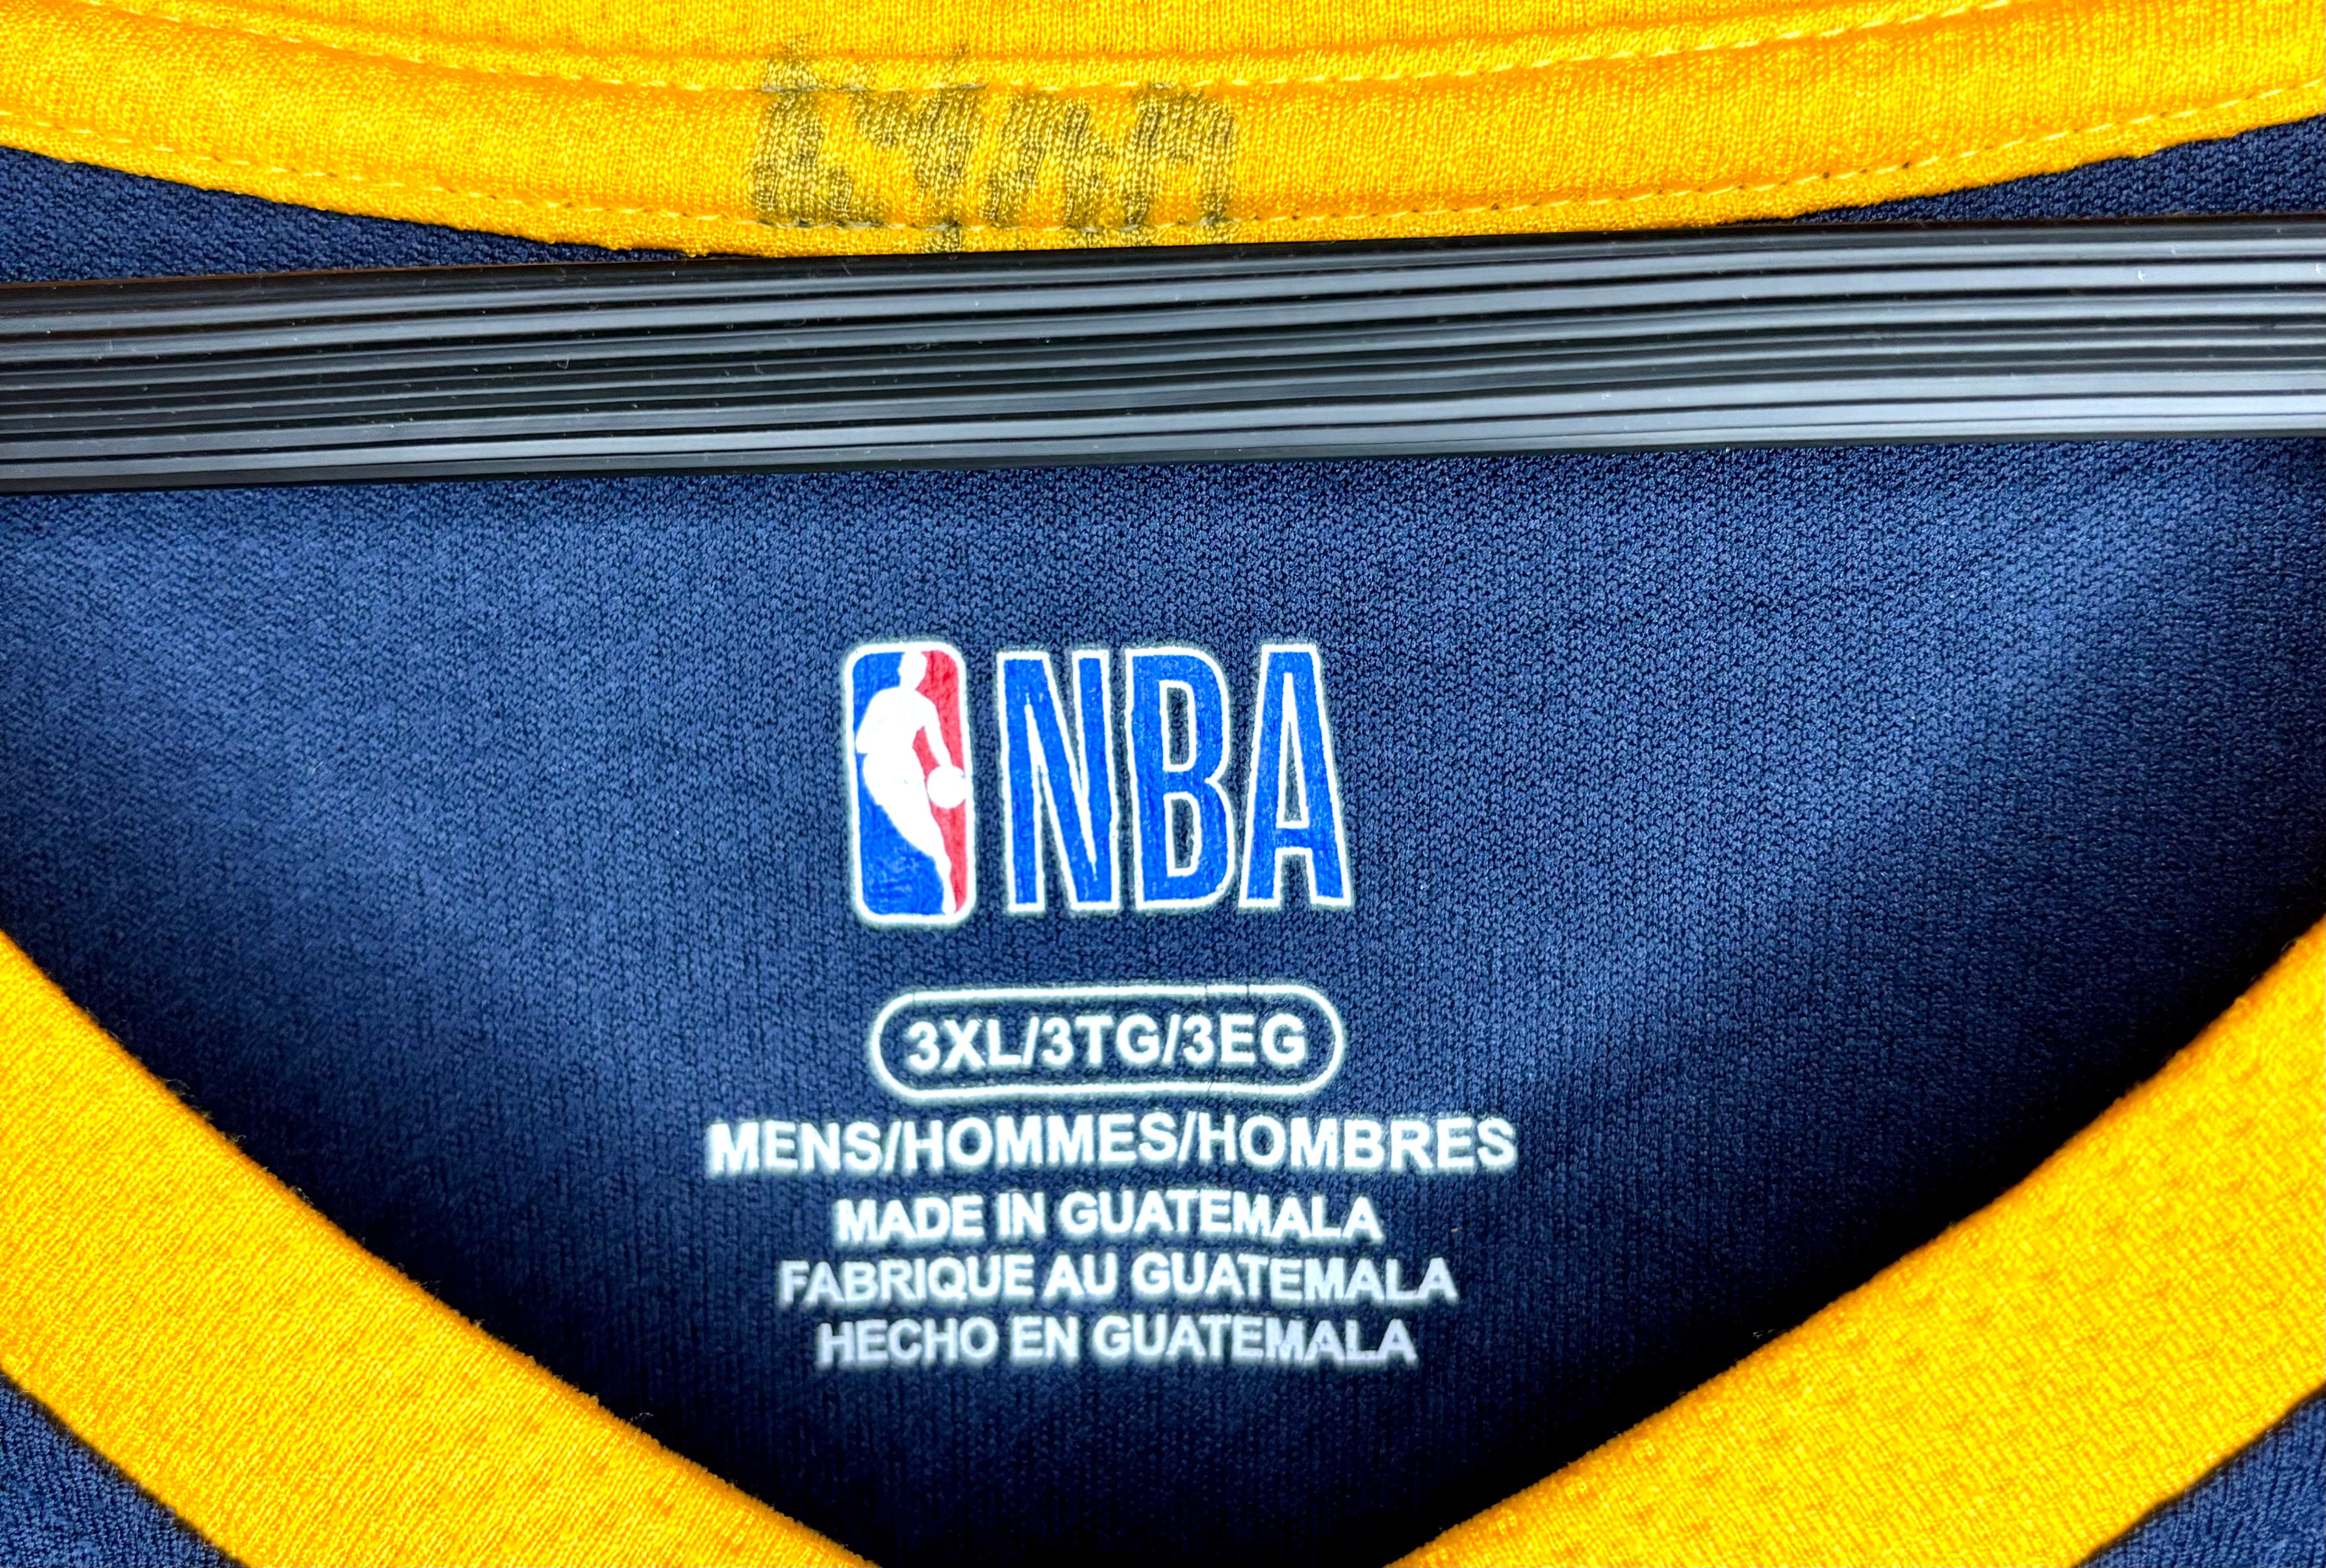 NBA
3XL/3TG/3EG
MENS/HOMMES/HOMBRES
MADE IN GUATEMALA
FABRIQUE AU GUATEMALA
HECHO EN GUATEMALA